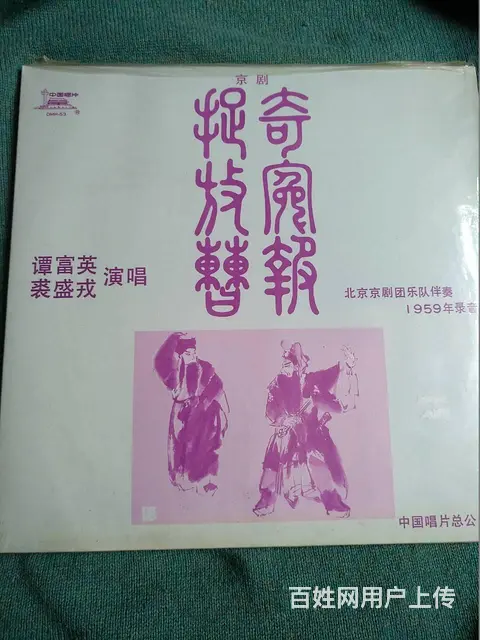 京剧
中国唱片
奇冤報
捉放曹
谭富英
裘盛戎
演唱
北京京剧团乐队伴奏
1959年录音
中国唱片总公
百姓网用户上传